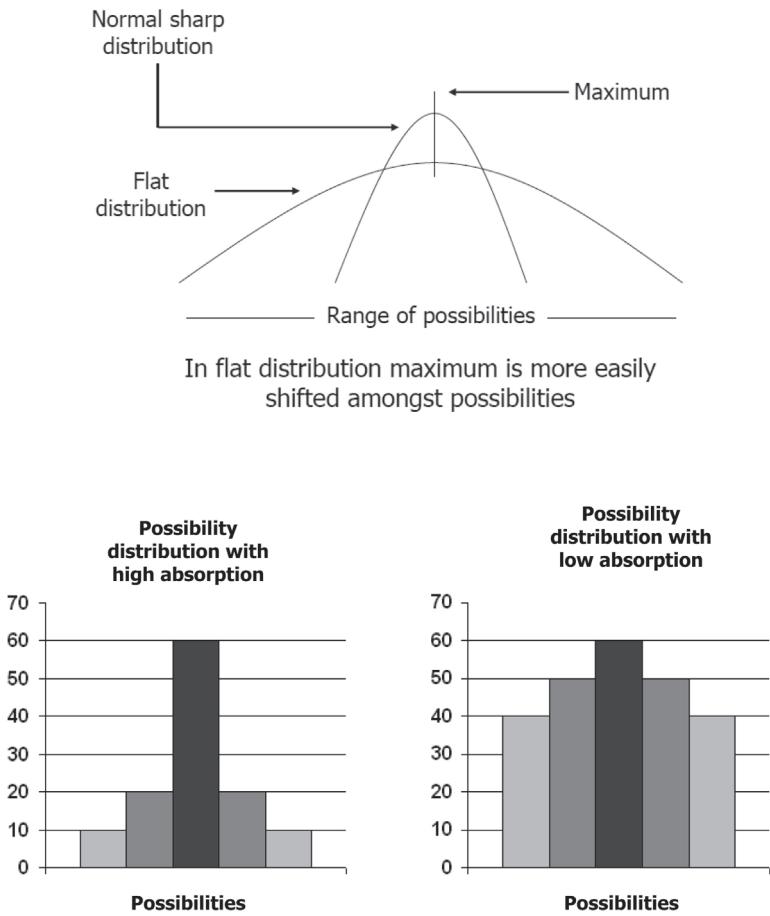 Normal sharp
distribution
Maximum
Flat
distribution
Range of possibilities
In flat distribution maximum is more easily
shifted amongst possibilities
Possibility
distribution with
high absorption
70
60
50
40
30
20
10
0
Possibilities
Possibility
distribution with
low absorption
70
60
50
40
30
20
10
0
Possibilities